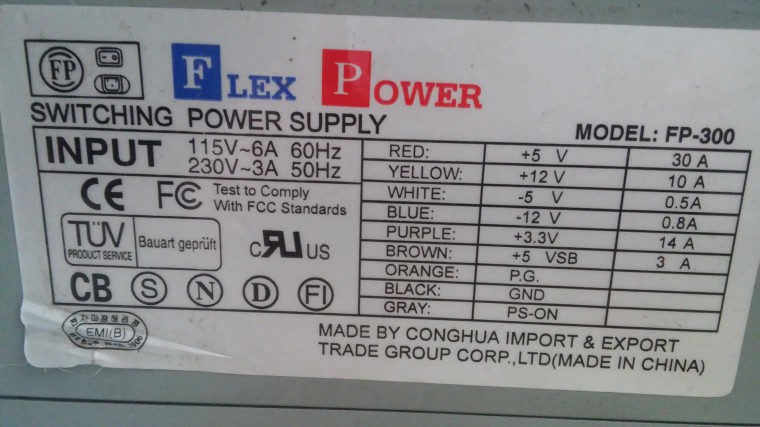 FP
FLEX POWER
SWITCHING POWER SUPPLY
MODEL: FP-300
INPUT 115V~6A 60Hz
230V~3A 50Hz
CE FC Test to Comply
With FCC Standards
TÜV
PRODUCT SERVICE
Bauart geprüft
c RU US
CB S N D FI
EMI(B)
RED: +5 V 30 A
YELLOW: +12 V 10 A
WHITE: -5 V 0.5A
BLUE: -12 V 0.8A
PURPLE: +3.3V 14 A
BROWN: +5 VSB 3 A
ORANGE: P.G.
BLACK: GND
GRAY: PS-ON
MADE BY CONGHUA IMPORT & EXPORT
TRADE GROUP CORP.,LTD(MADE IN CHINA)